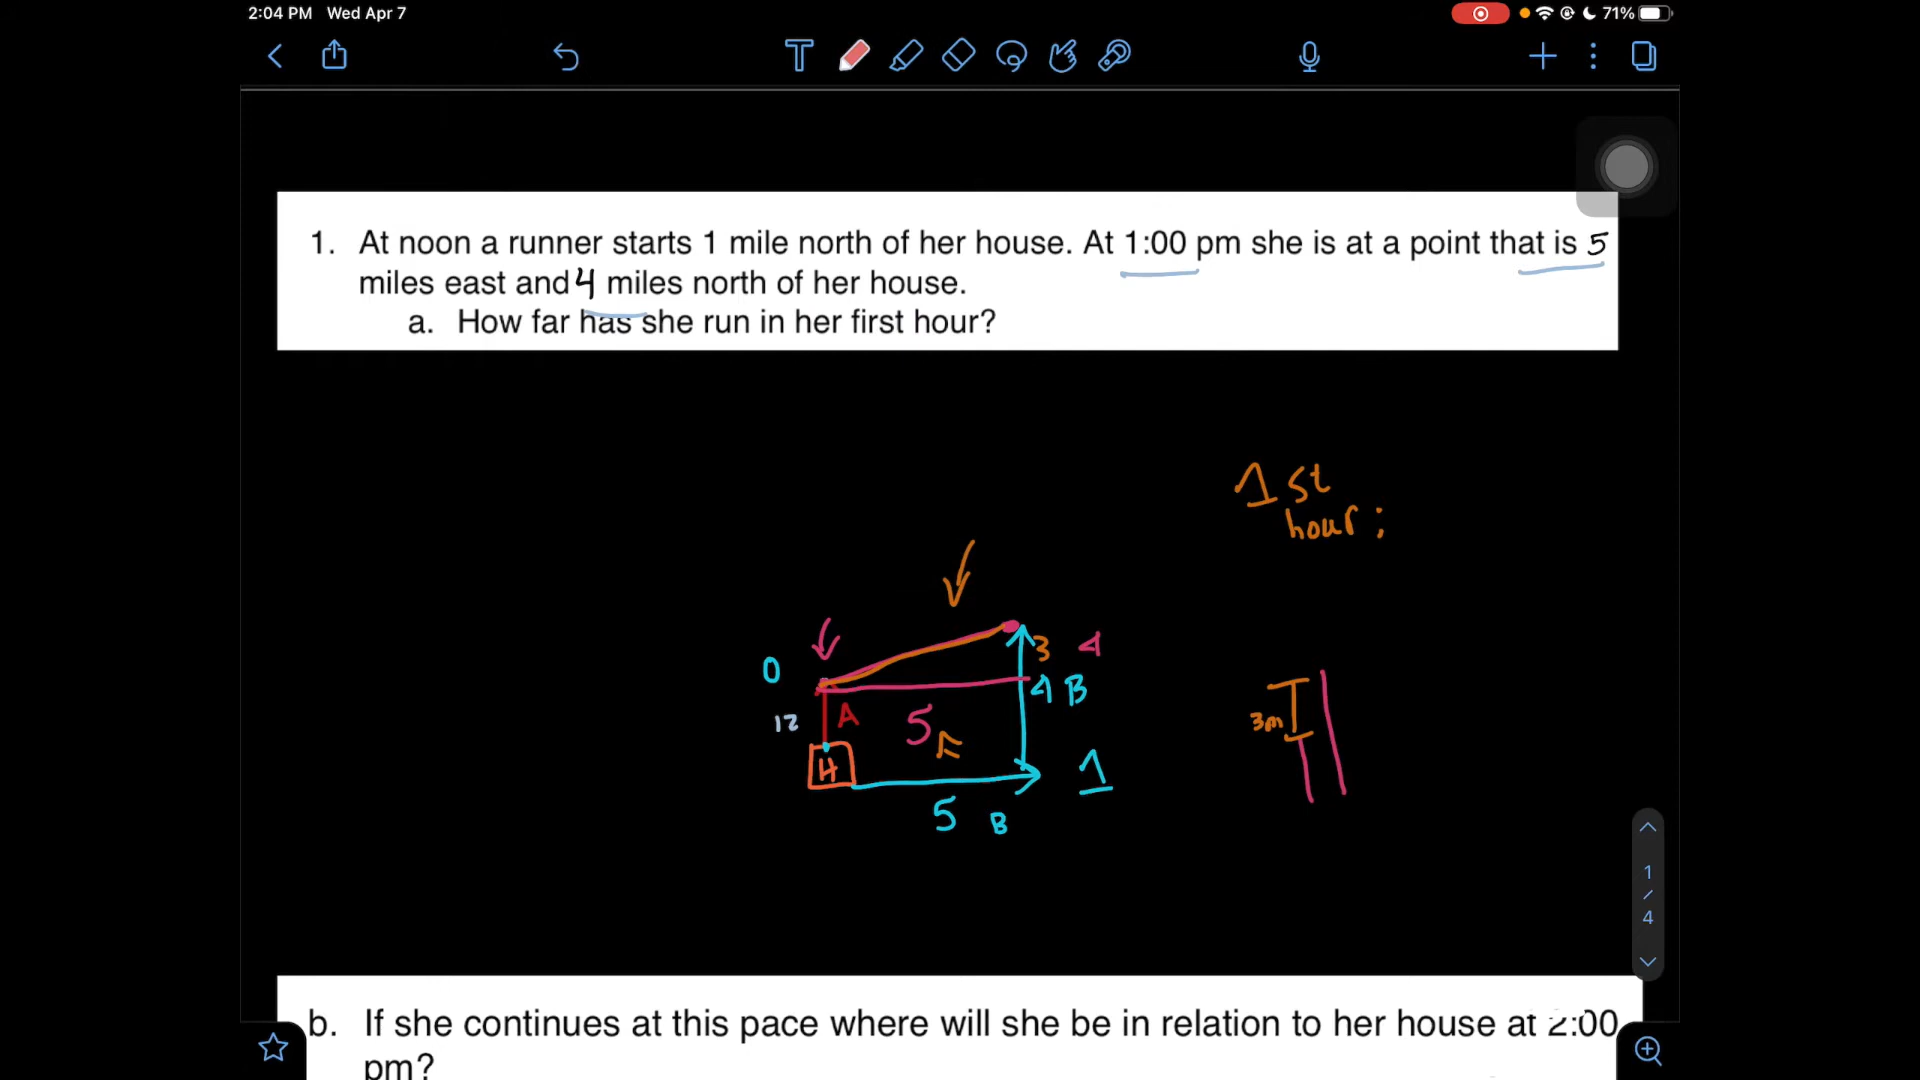 2:04 PM Wed Apr 7
71%
1. At noon a runner starts 1 mile north of her house. At 1:00 pm she is at a point that is 5
miles east and 4 miles north of her house.
a. How far has she run in her first hour?
1 st
hour ;
0
3 4
4 B
12 A
5
3m
H
1
5 B
1
/
4
b. If she continues at this pace where will she be in relation to her house at 2:00
pm?